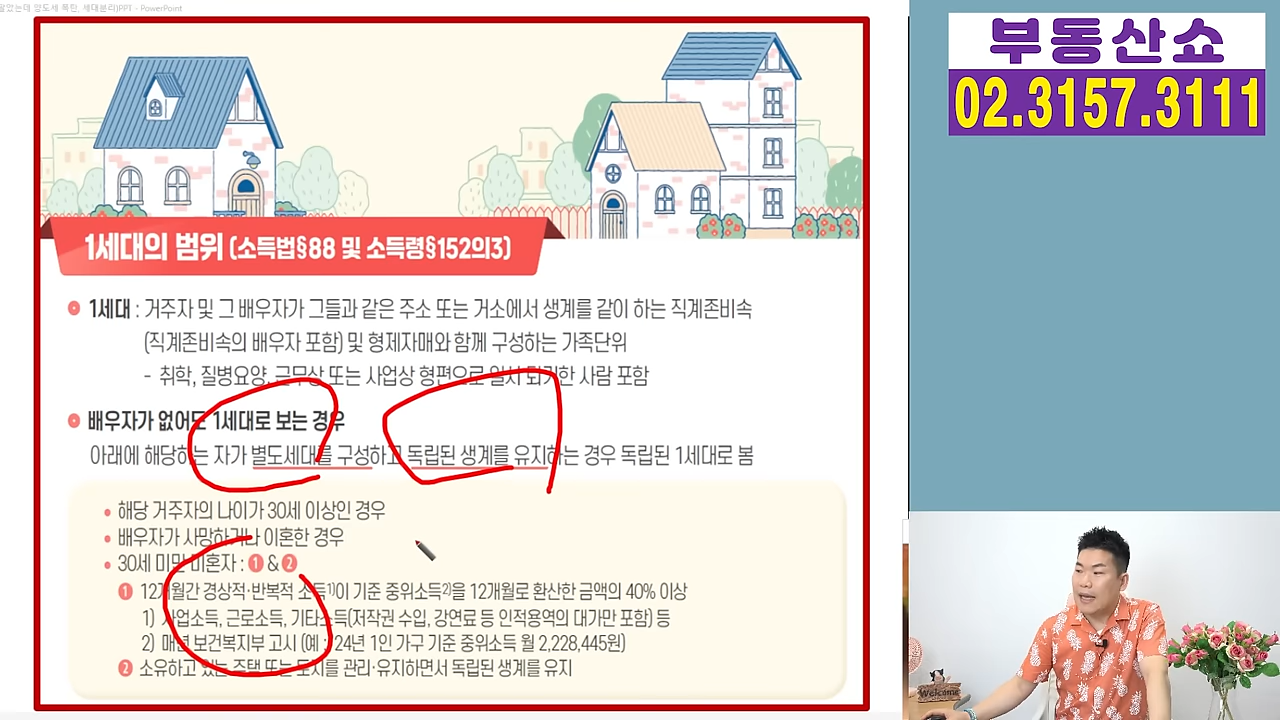 알았는데 양도세 폭탄, 세대분리)PPT - PowerPoint
부동산쇼
02.3157.3111
1세대의 범위 (소득법§88 및 소득령§152의3)
1세대 : 거주자 및 그 배우자가 그들과 같은 주소 또는 거소에서 생계를 같이 하는 직계존비속
(직계존비속의 배우자 포함) 및 형제자매와 함께 구성하는 가족단위
- 취학, 질병요양, 근무상 또는 사업상 형편으로 일시 퇴거한 사람 포함
배우자가 없어도 1세대로 보는 경우
아래에 해당하는 자가 별도세대를 구성하고 독립된 생계를 유지하는 경우 독립된 1세대로 봄
• 해당 거주자의 나이가 30세 이상인 경우
• 배우자가 사망하거나 이혼한 경우
• 30세 미만 미혼자 : ❶ & ❷
❶ 12개월간 경상적·반복적 소득1)이 기준 중위소득2)을 12개월로 환산한 금액의 40% 이상
1) 사업소득, 근로소득, 기타소득(저작권 수입, 강연료 등 인적용역의 대가만 포함) 등
2) 매년 보건복지부 고시 (예 : '24년 1인 가구 기준 중위소득 월 2,228,445원)
❷ 소유하고 있는 주택 또는 토지를 관리·유지하면서 독립된 생계를 유지
Welcome